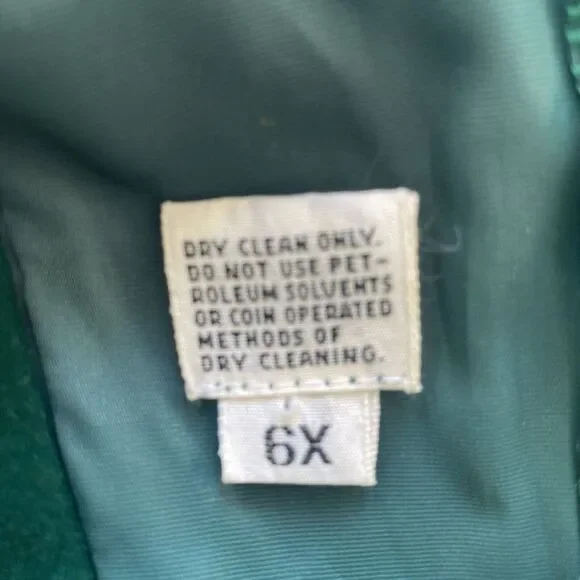 DRY CLEAN ONLY.
DO NOT USE PET-
ROLEUM SOLVENTS
OR COIN OPERATED
METHODS OF
DRY CLEANING.
6X